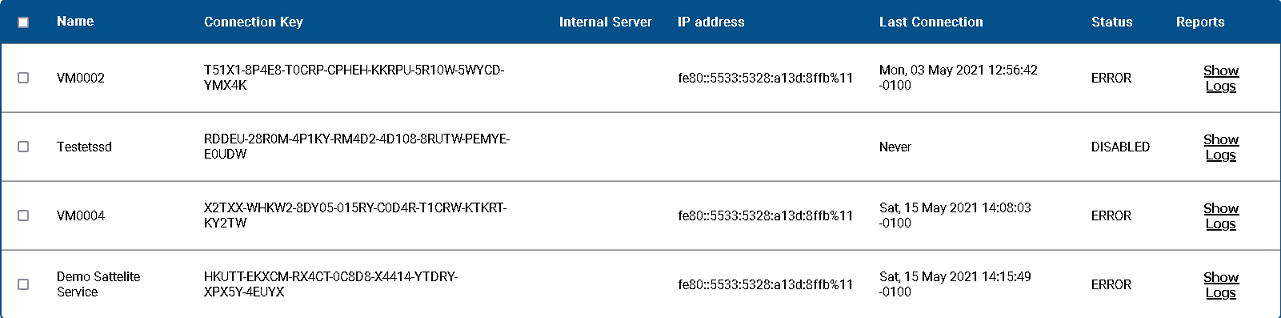 Name Connection Key Internal Server IP address Last Connection Status Reports
VM0002 T51X1-8P4E8-T0CRP-CPHEH-KKRPU-5R10W-5WYCD- fe80::5533:5328:a13d:8ffb%11 Mon, 03 May 2021 12:56:42 ERROR Show
YMX4K -0100 Logs
Testetssd RDDEU-28R0M-4P1KY-RM4D2-4D108-8RUTW-PEMYE- Never DISABLED Show
E0UDW Logs
VM0004 X2TXX-WHKW2-8DY05-015RY-C0D4R-T1CRW-KTKRT- fe80::5533:5328:a13d:8ffb%11 Sat, 15 May 2021 14:08:03 ERROR Show
KY2TW -0100 Logs
Demo Sattelite HKUTT-EKXCM-RX4CT-0C8D8-X4414-YTDRY- fe80::5533:5328:a13d:8ffb%11 Sat, 15 May 2021 14:15:49 ERROR Show
Service XPX5Y-4EUYX -0100 Logs